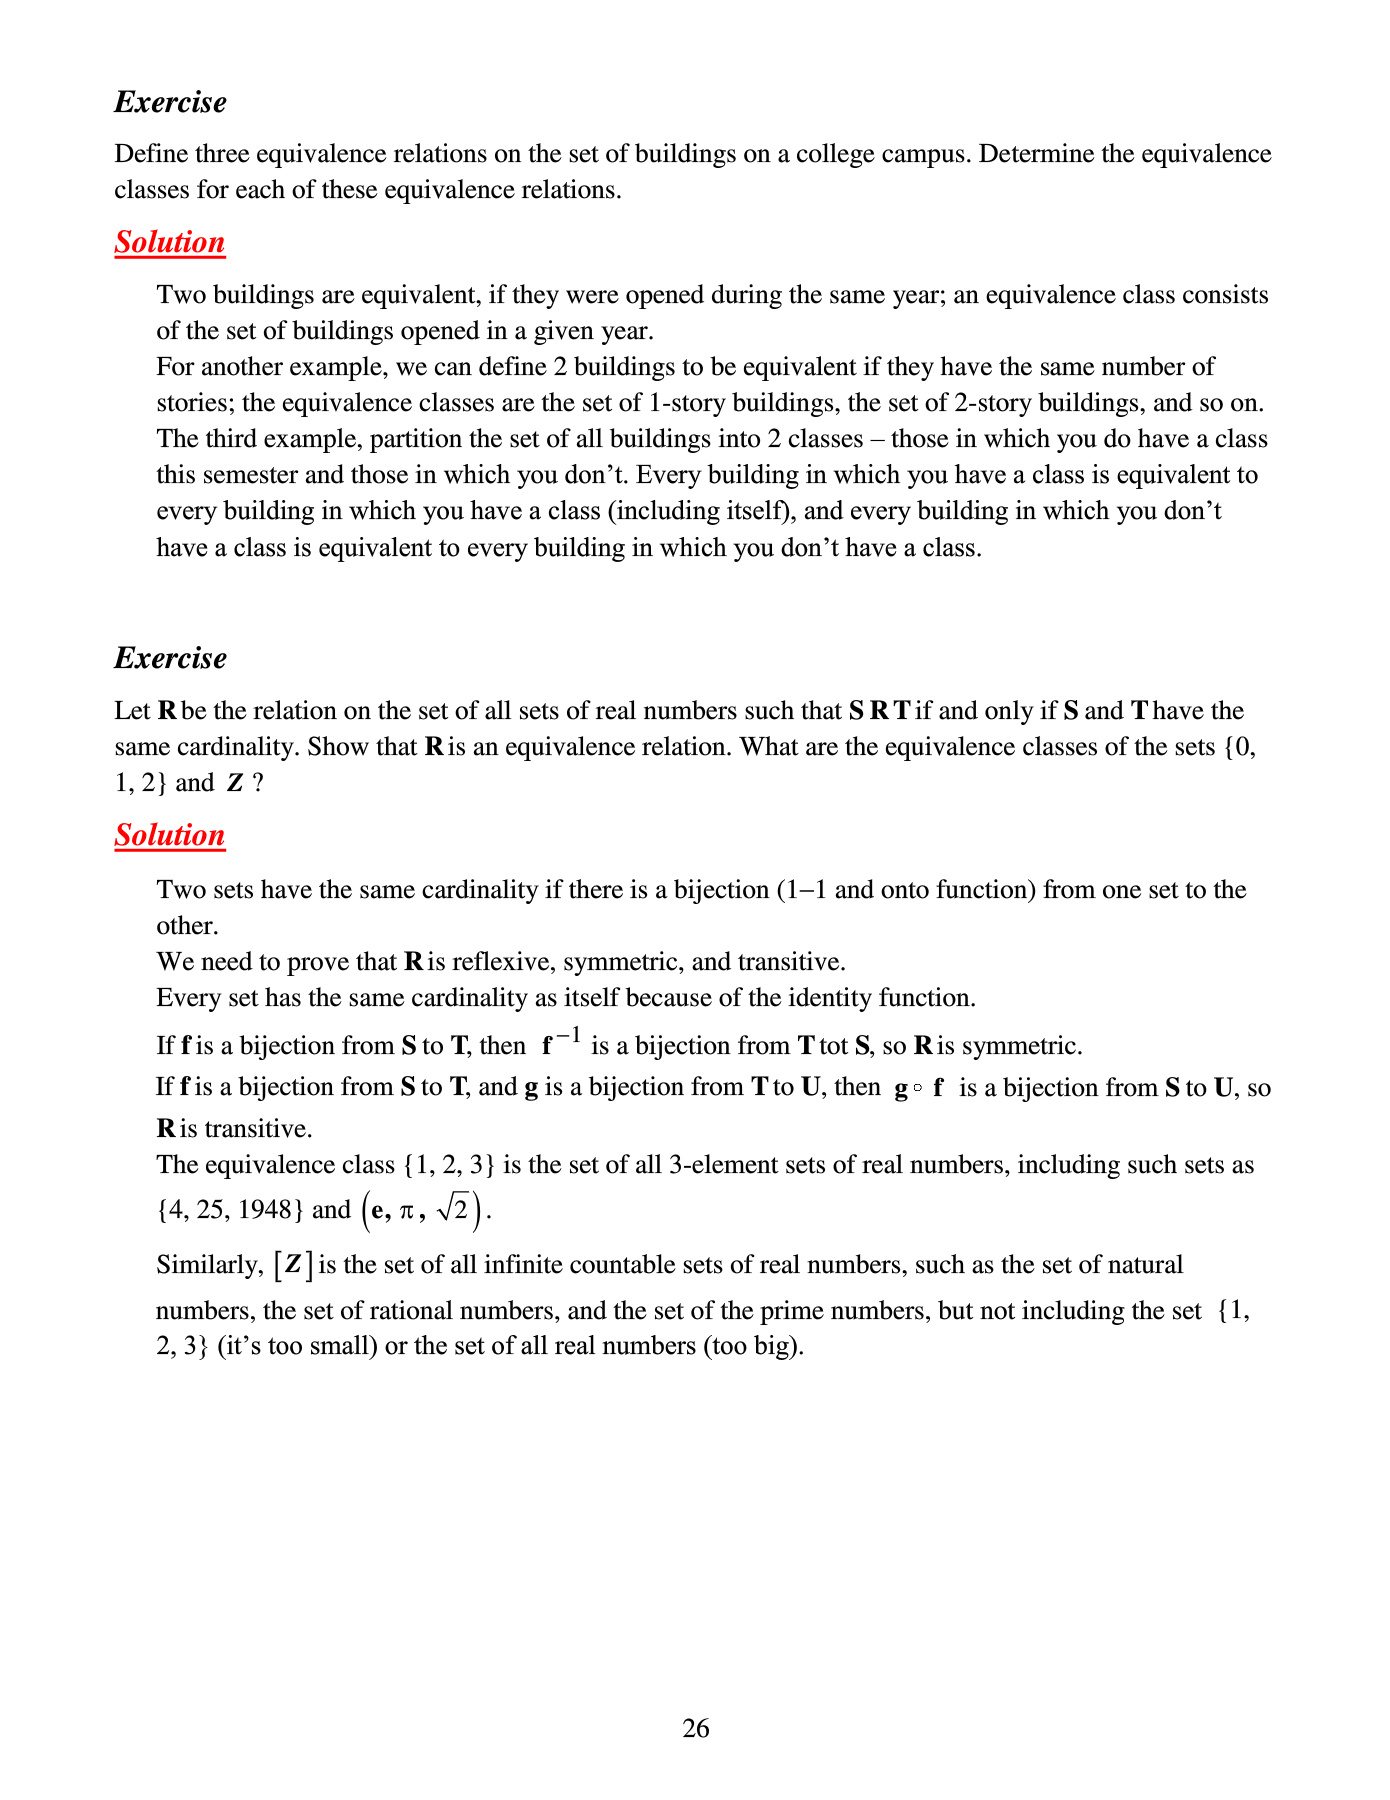 Exercise
Define three equivalence relations on the set of buildings on a college campus. Determine the equivalence
classes for each of these equivalence relations.
Solution
Two buildings are equivalent, if they were opened during the same year; an equivalence class consists
of the set of buildings opened in a given year.
For another example, we can define 2 buildings to be equivalent if they have the same number of
stories; the equivalence classes are the set of 1-story buildings, the set of 2-story buildings, and so on.
The third example, partition the set of all buildings into 2 classes – those in which you do have a class
this semester and those in which you don’t. Every building in which you have a class is equivalent to
every building in which you have a class (including itself), and every building in which you don’t
have a class is equivalent to every building in which you don’t have a class.
Exercise
Let R be the relation on the set of all sets of real numbers such that S R T if and only if S and T have the
same cardinality. Show that R is an equivalence relation. What are the equivalence classes of the sets {0,
1, 2} and Z ?
Solution
Two sets have the same cardinality if there is a bijection (1−1 and onto function) from one set to the
other.
We need to prove that R is reflexive, symmetric, and transitive.
Every set has the same cardinality as itself because of the identity function.
If f is a bijection from S to T, then f⁻¹ is a bijection from T tot S, so R is symmetric.
If f is a bijection from S to T, and g is a bijection from T to U, then g ∘ f is a bijection from S to U, so
R is transitive.
The equivalence class {1, 2, 3} is the set of all 3-element sets of real numbers, including such sets as
{4, 25, 1948} and (e, π, √2).
Similarly, [Z] is the set of all infinite countable sets of real numbers, such as the set of natural
numbers, the set of rational numbers, and the set of the prime numbers, but not including the set {1,
2, 3} (it’s too small) or the set of all real numbers (too big).
26